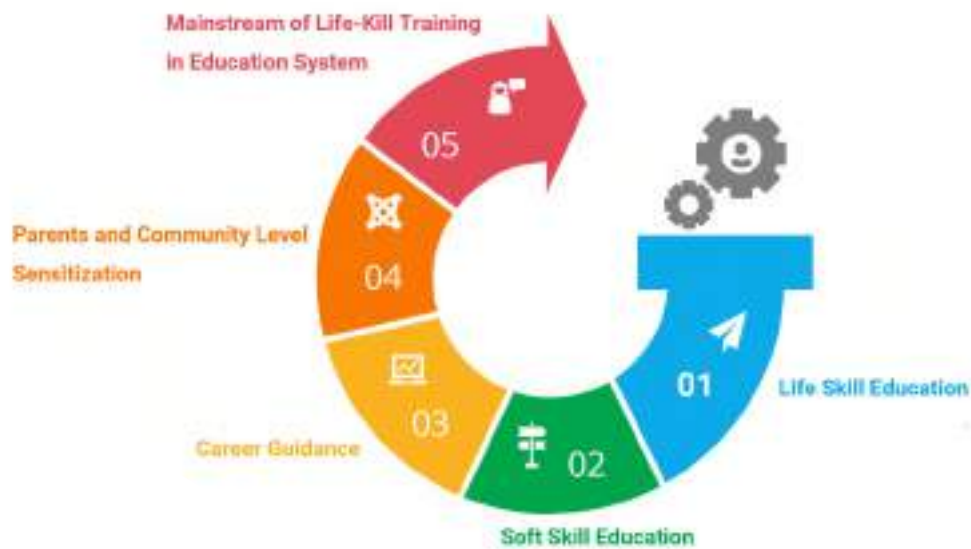 Mainstream of Life-Kill Training
in Education System
05
Parents and Community Level
Sensitization
04
03
Career Guidance
02
Soft Skill Education
01
Life Skill Education